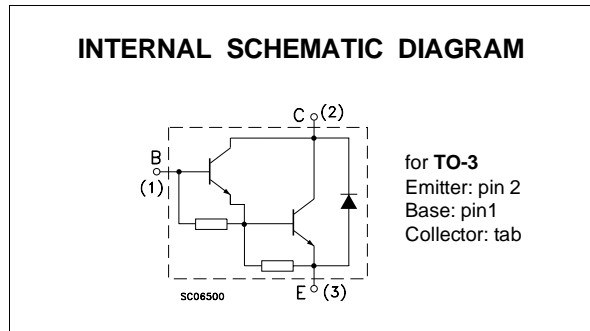 INTERNAL SCHEMATIC DIAGRAM
C (2)
B
(1)
for TO-3
Emitter: pin 2
Base: pin1
Collector: tab
SC06500
E (3)